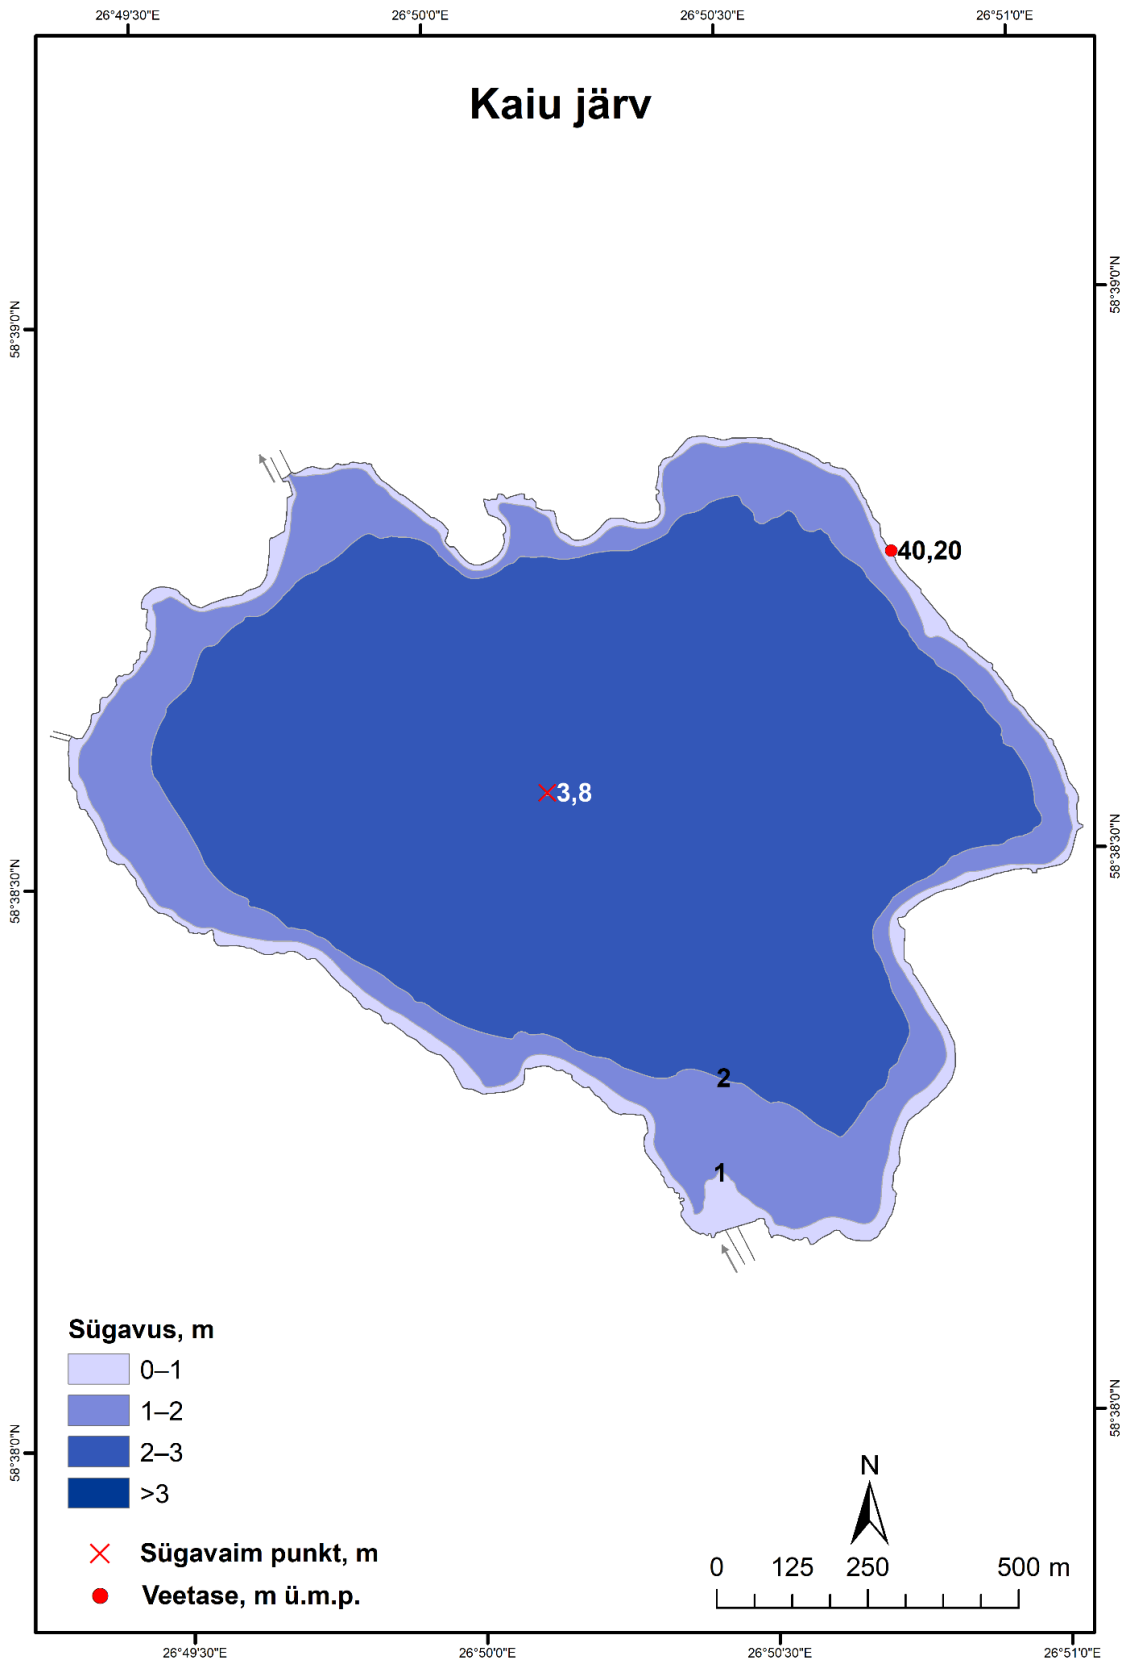 26°49'30"E 26°50'0"E 26°50'30"E 26°51'0"E
Kaiu järv
58°39'0"N
58°39'0"N
40,20
3,8
58°38'30"N
58°38'30"N
2
1
Sügavus, m
0–1
1–2
2–3
>3
Sügavaim punkt, m
Veetase, m ü.m.p.
58°38'0"N
58°38'0"N
N
0 125 250 500 m
26°49'30"E 26°50'0"E 26°50'30"E 26°51'0"E